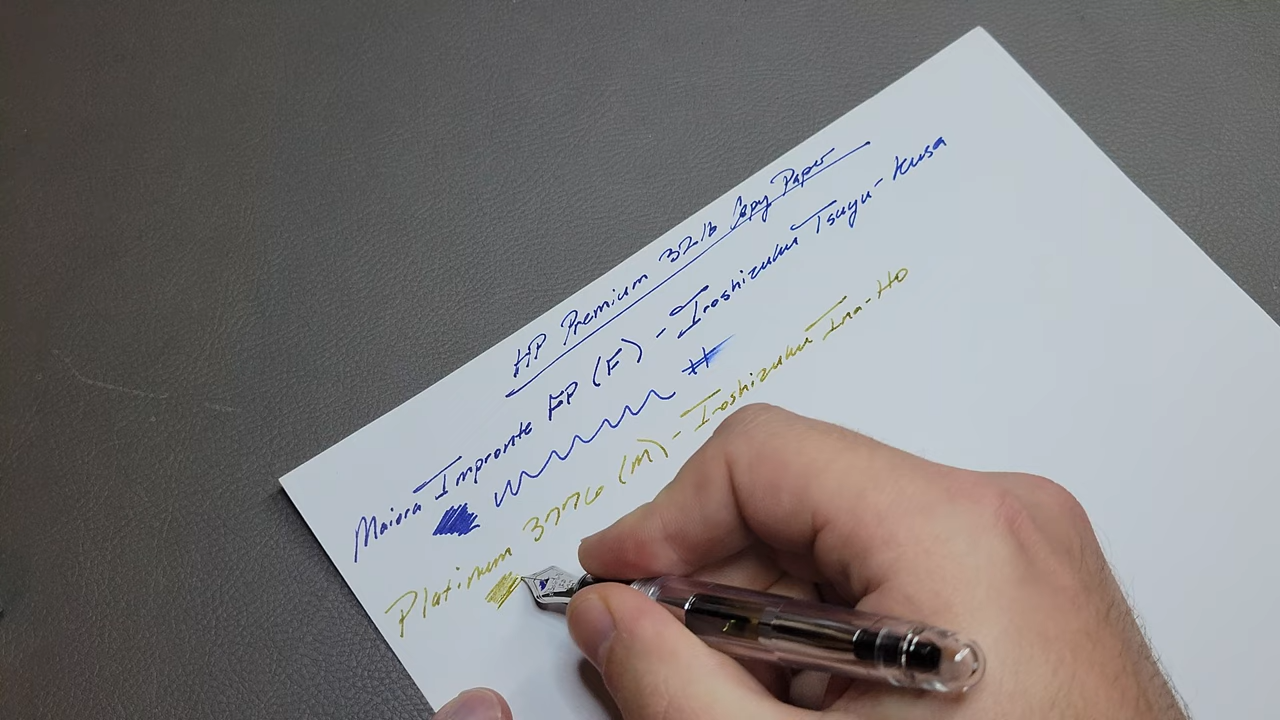 HP Premium 32lb Copy Paper
Maiora Impronte FP (F) - Iroshizuku Tsuyu-kusa
#
Platinum 3776 (M) - Iroshizuku Ina-Ho